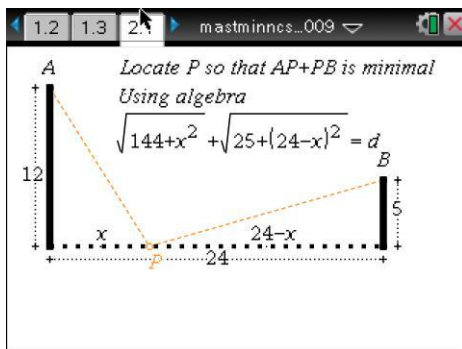 1.2 1.3 2.1 mastminncs...009
A Locate P so that AP+PB is minimal
Using algebra
√144+x² +√25+(24−x)² = d
B
12
5
x 24−x
P 24